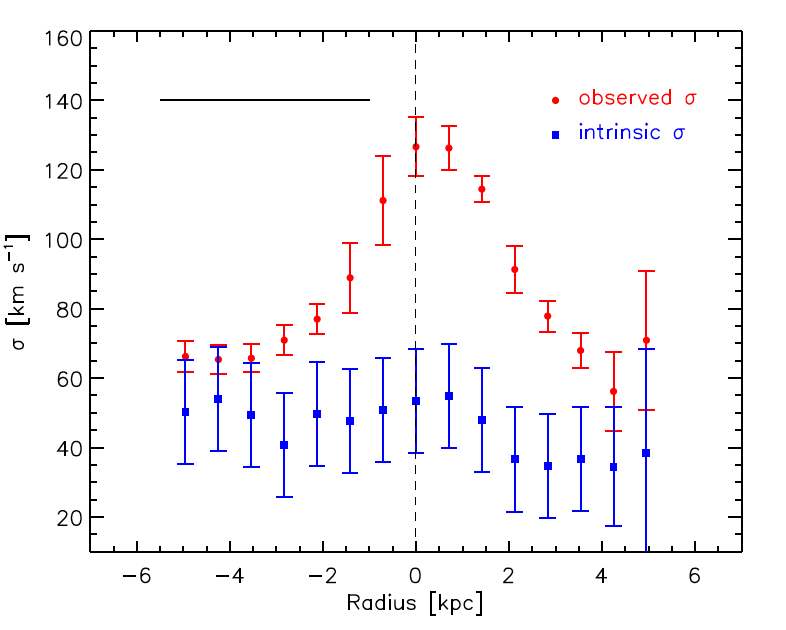 160
140
120
100
80
60
40
20
σ [km s⁻¹]
observed σ
intrinsic σ
−6 −4 −2 0 2 4 6
Radius [kpc]